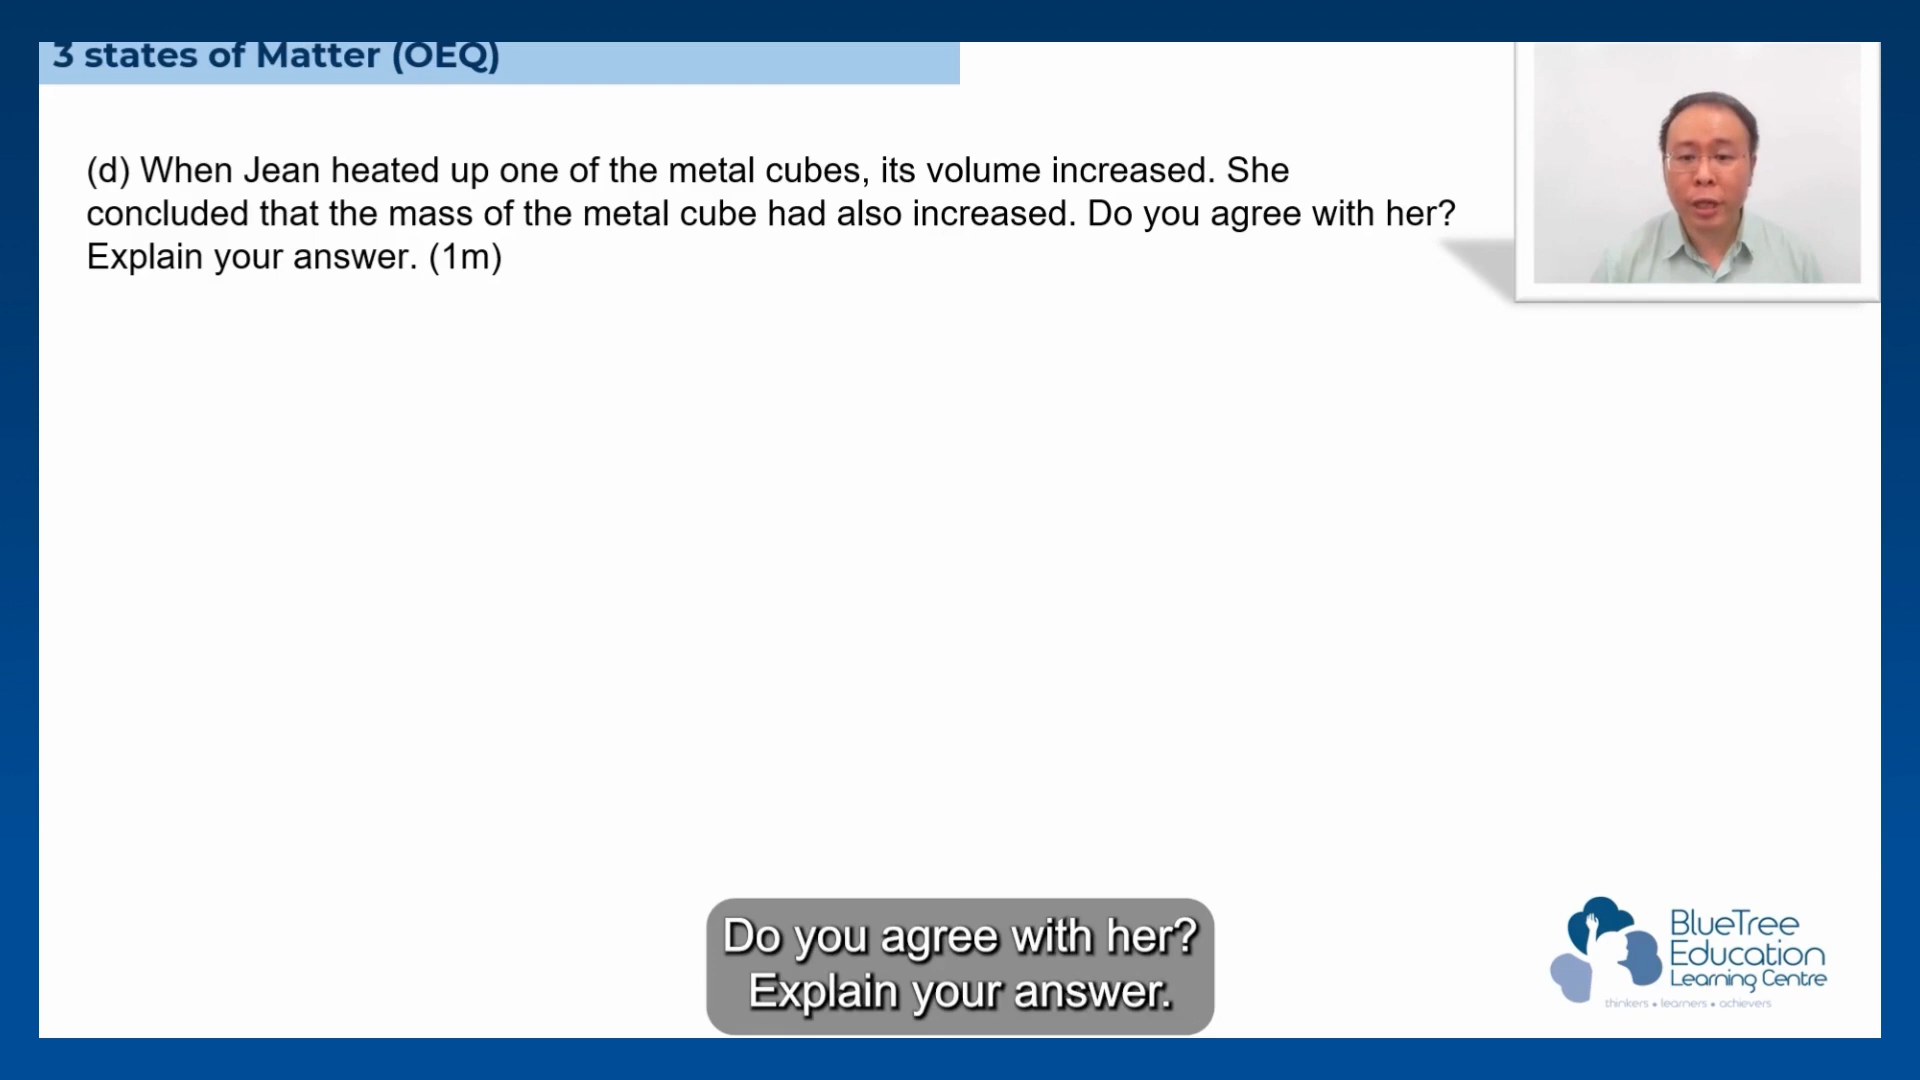 3 states of Matter (OEQ)
(d) When Jean heated up one of the metal cubes, its volume increased. She
concluded that the mass of the metal cube had also increased. Do you agree with her?
Explain your answer. (1m)
Do you agree with her?
Explain your answer.
BlueTree
Education
Learning Centre
thinkers • learners • achievers